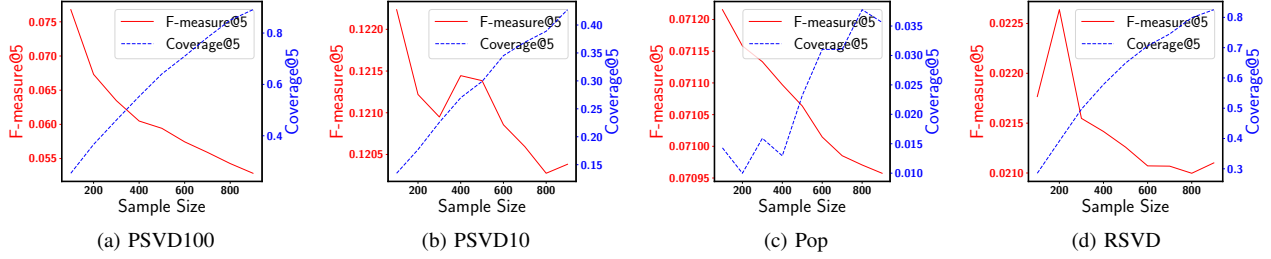 F-measure@5
0.075
0.070
0.065
0.060
0.055
F-measure@5
Coverage@5
0.8
0.6
0.4
Coverage@5
200 400 600 800
Sample Size
(a) PSVD100
F-measure@5
0.1220
0.1215
0.1210
0.1205
F-measure@5
Coverage@5
0.40
0.35
0.30
0.25
0.20
0.15
Coverage@5
200 400 600 800
Sample Size
(b) PSVD10
F-measure@5
0.07120
0.07115
0.07110
0.07105
0.07100
0.07095
F-measure@5
Coverage@5
0.035
0.030
0.025
0.020
0.015
0.010
Coverage@5
200 400 600 800
Sample Size
(c) Pop
F-measure@5
0.0225
0.0220
0.0215
0.0210
F-measure@5
Coverage@5
0.8
0.7
0.6
0.5
0.4
0.3
Coverage@5
200 400 600 800
Sample Size
(d) RSVD